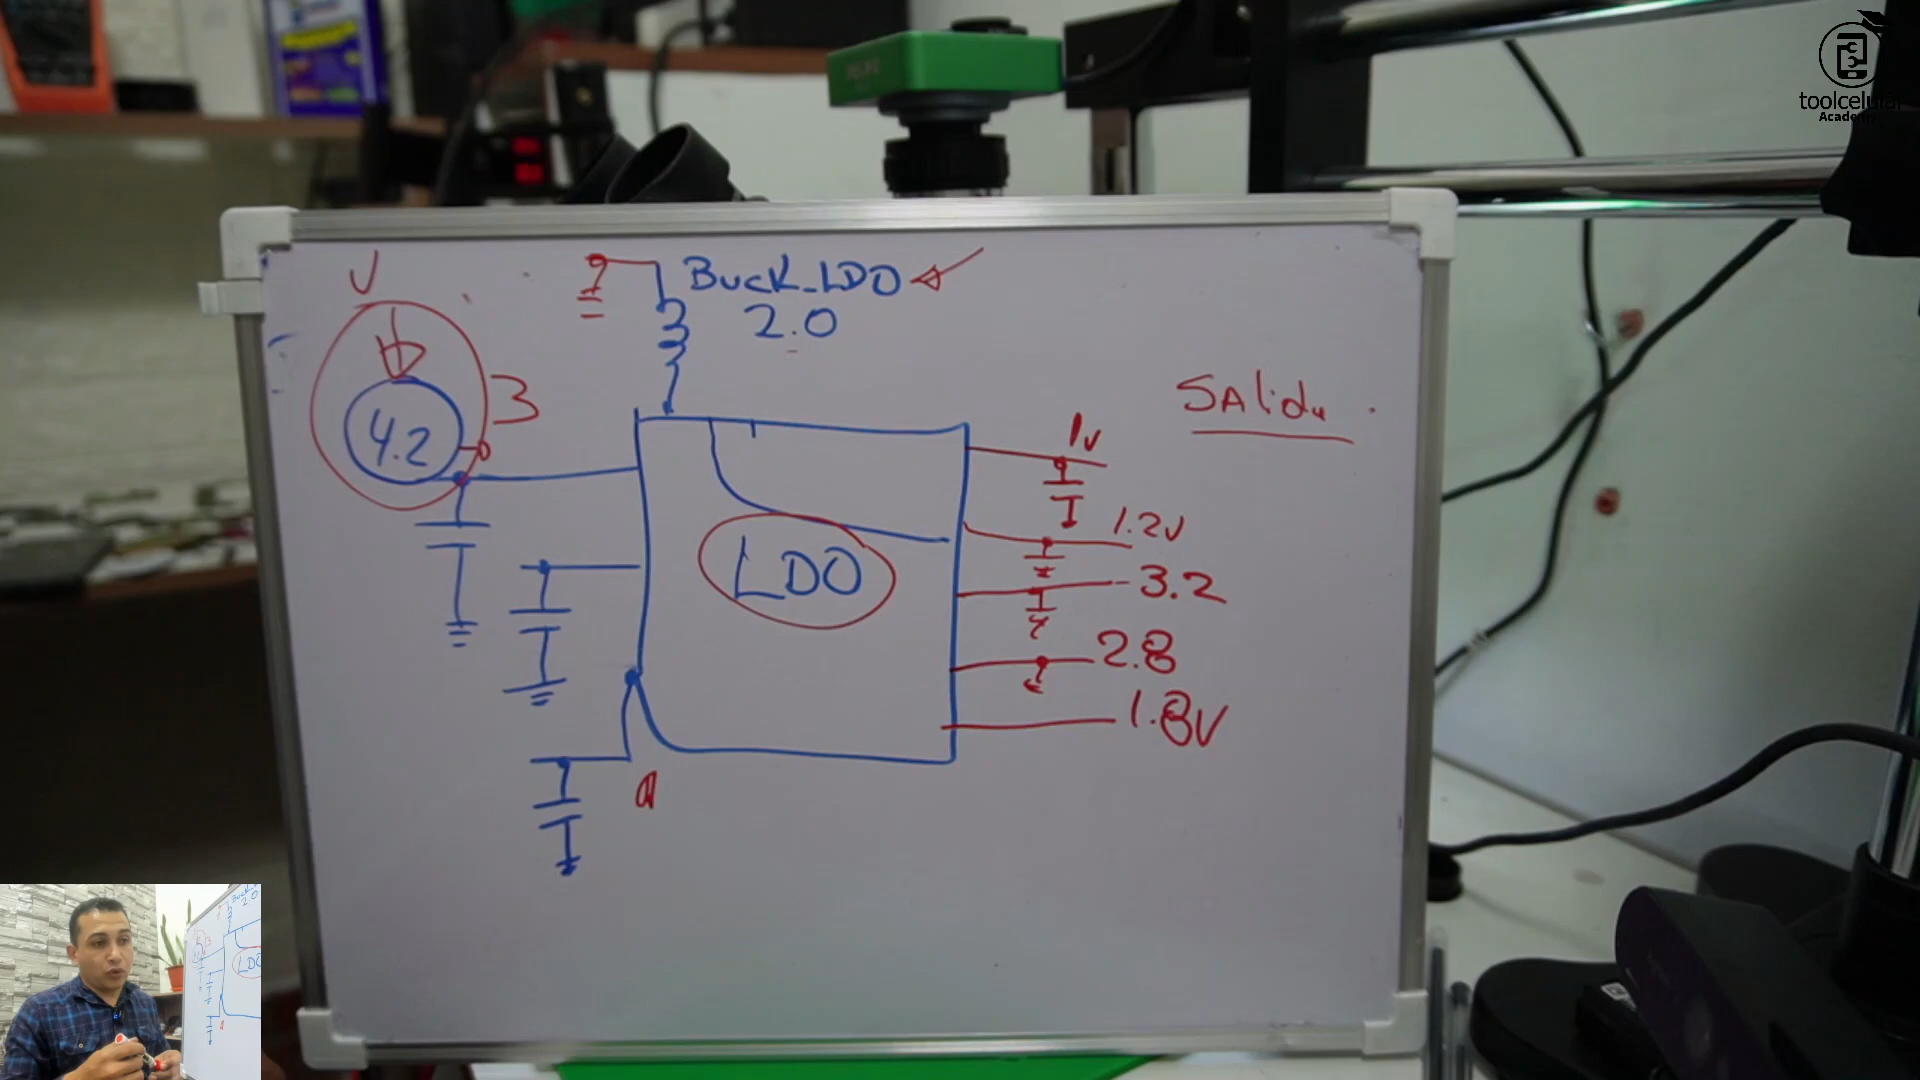 toolcelular
Academy
Buck_LDO
2.0
3
4.2
LDO
Salida
1v
1.2v
3.2
2.8
1.8V